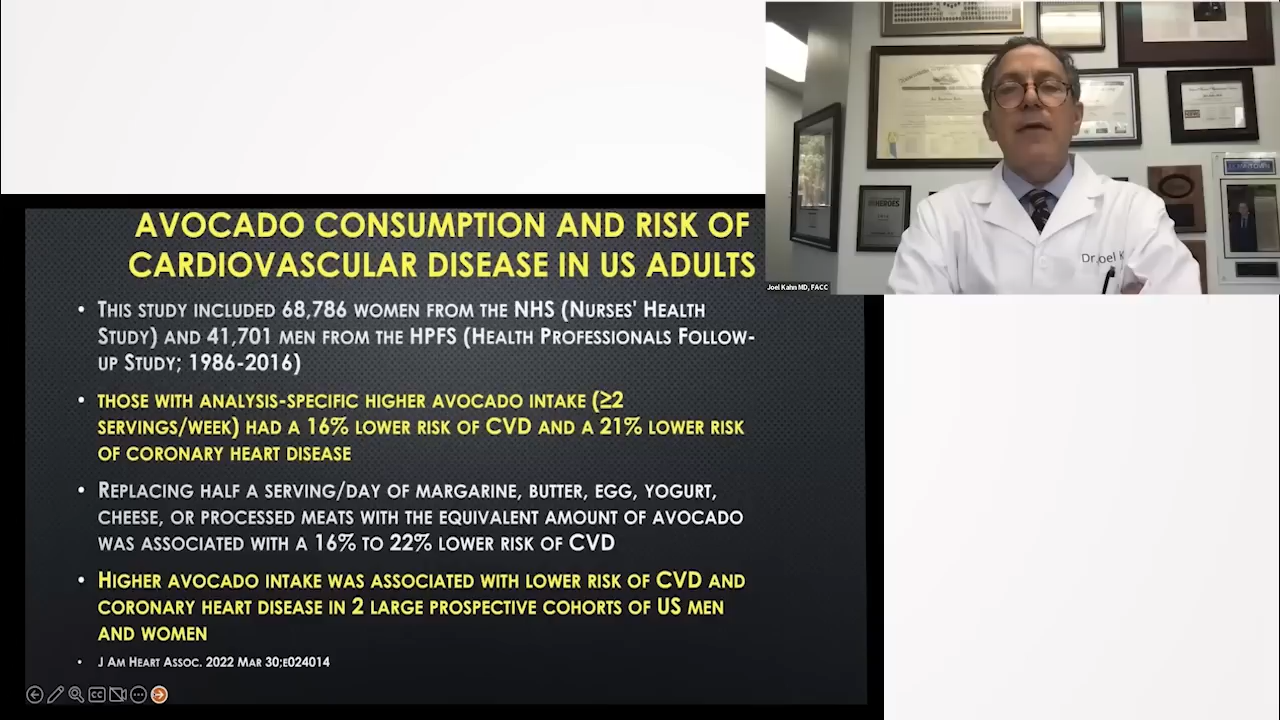 AVOCADO CONSUMPTION AND RISK OF
CARDIOVASCULAR DISEASE IN US ADULTS
• THIS STUDY INCLUDED 68,786 WOMEN FROM THE NHS (NURSES' HEALTH
STUDY) AND 41,701 MEN FROM THE HPFS (HEALTH PROFESSIONALS FOLLOW-
UP STUDY; 1986-2016)
• THOSE WITH ANALYSIS-SPECIFIC HIGHER AVOCADO INTAKE (≥2
SERVINGS/WEEK) HAD A 16% LOWER RISK OF CVD AND A 21% LOWER RISK
OF CORONARY HEART DISEASE
• REPLACING HALF A SERVING/DAY OF MARGARINE, BUTTER, EGG, YOGURT,
CHEESE, OR PROCESSED MEATS WITH THE EQUIVALENT AMOUNT OF AVOCADO
WAS ASSOCIATED WITH A 16% TO 22% LOWER RISK OF CVD
• HIGHER AVOCADO INTAKE WAS ASSOCIATED WITH LOWER RISK OF CVD AND
CORONARY HEART DISEASE IN 2 LARGE PROSPECTIVE COHORTS OF US MEN
AND WOMEN
• J AM HEART ASSOC. 2022 MAR 30;E024014
CC
Joel Kahn MD, FACC
Dr. Joel K